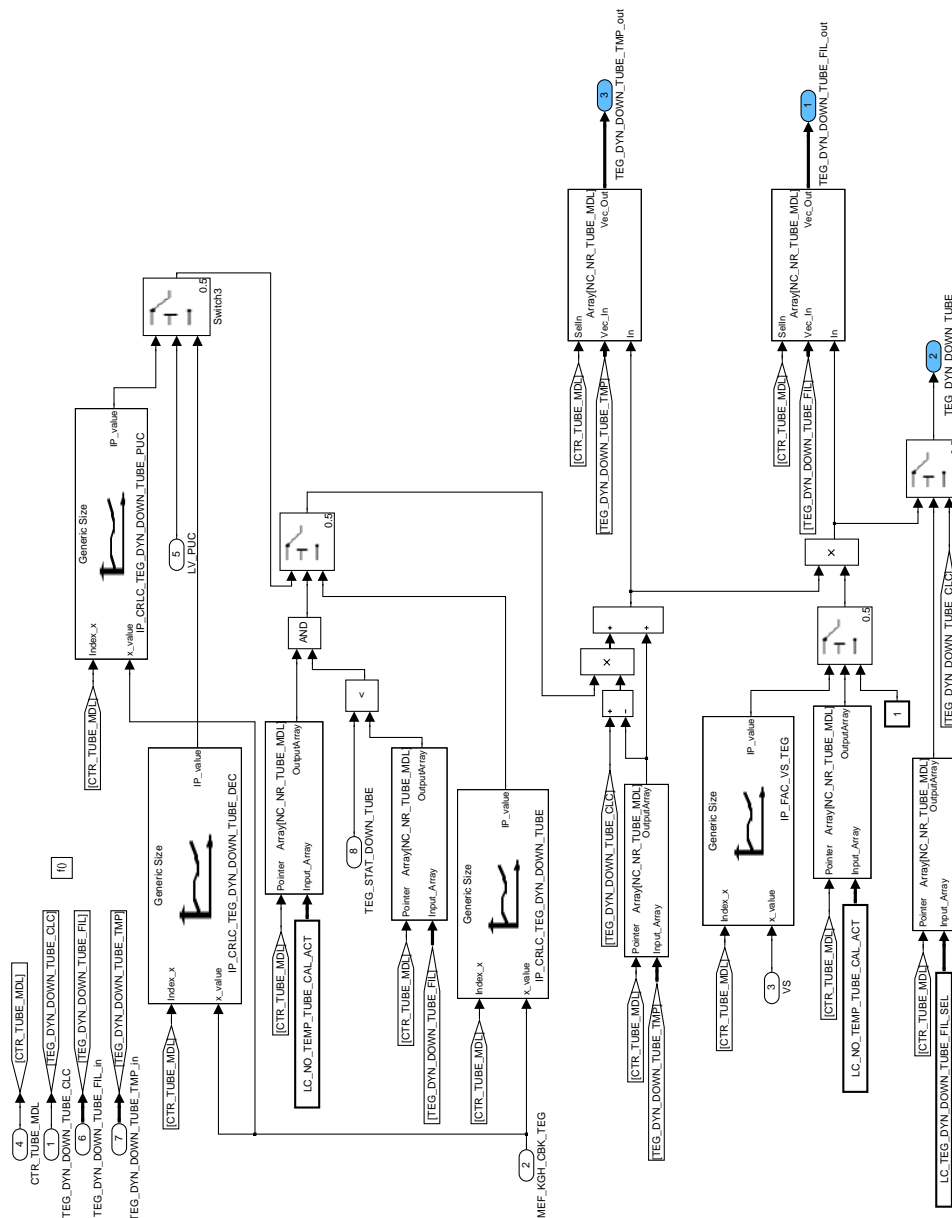 4
CTR_TUBE_MDL
[CTR_TUBE_MDL]
1
TEG_DYN_DOWN_TUBE_CLC
[TEG_DYN_DOWN_TUBE_CLC]
6
TEG_DYN_DOWN_TUBE_FIL_in
[TEG_DYN_DOWN_TUBE_FIL]
7
TEG_DYN_DOWN_TUBE_TMP_in
[TEG_DYN_DOWN_TUBE_TMP]
f()
[CTR_TUBE_MDL]
Index_x
x_value
Generic Size
IP_value
IP_CRLC_TEG_DYN_DOWN_TUBE_PUC
5
LV_PUC
0.5
Switch3
[CTR_TUBE_MDL]
Index_x
x_value
Generic Size
IP_value
IP_CRLC_TEG_DYN_DOWN_TUBE_DEC
[CTR_TUBE_MDL]
LC_NO_TEMP_TUBE_CAL_ACT
Pointer
Array[NC_NR_TUBE_MDL]
Input_Array
OutputArray
8
TEG_STAT_DOWN_TUBE
<
AND
0.5
[CTR_TUBE_MDL]
[TEG_DYN_DOWN_TUBE_FIL]
Pointer
Array[NC_NR_TUBE_MDL]
Input_Array
OutputArray
[CTR_TUBE_MDL]
Index_x
x_value
Generic Size
IP_value
IP_CRLC_TEG_DYN_DOWN_TUBE
2
MEF_KGH_CBK_TEG
[TEG_DYN_DOWN_TUBE_CLC]
[CTR_TUBE_MDL]
[TEG_DYN_DOWN_TUBE_TMP]
Pointer
Array[NC_NR_TUBE_MDL]
Input_Array
OutputArray
+
−
×
+
+
[CTR_TUBE_MDL]
[TEG_DYN_DOWN_TUBE_TMP]
SelIn
Vec_In
In
Array[NC_NR_TUBE_MDL]
Vec_Out
3
TEG_DYN_DOWN_TUBE_TMP_out
[CTR_TUBE_MDL]
3
VS
Index_x
x_value
Generic Size
IP_value
IP_FAC_VS_TEG
[CTR_TUBE_MDL]
LC_NO_TEMP_TUBE_CAL_ACT
Pointer
Array[NC_NR_TUBE_MDL]
Input_Array
OutputArray
1
0.5
×
[CTR_TUBE_MDL]
[TEG_DYN_DOWN_TUBE_FIL]
SelIn
Vec_In
In
Array[NC_NR_TUBE_MDL]
Vec_Out
1
TEG_DYN_DOWN_TUBE_FIL_out
[CTR_TUBE_MDL]
LC_TEG_DYN_DOWN_TUBE_FIL_SEL
Pointer
Array[NC_NR_TUBE_MDL]
Input_Array
OutputArray
[TEG_DYN_DOWN_TUBE_CLC]
2
TEG_DYN_DOWN_TUBE